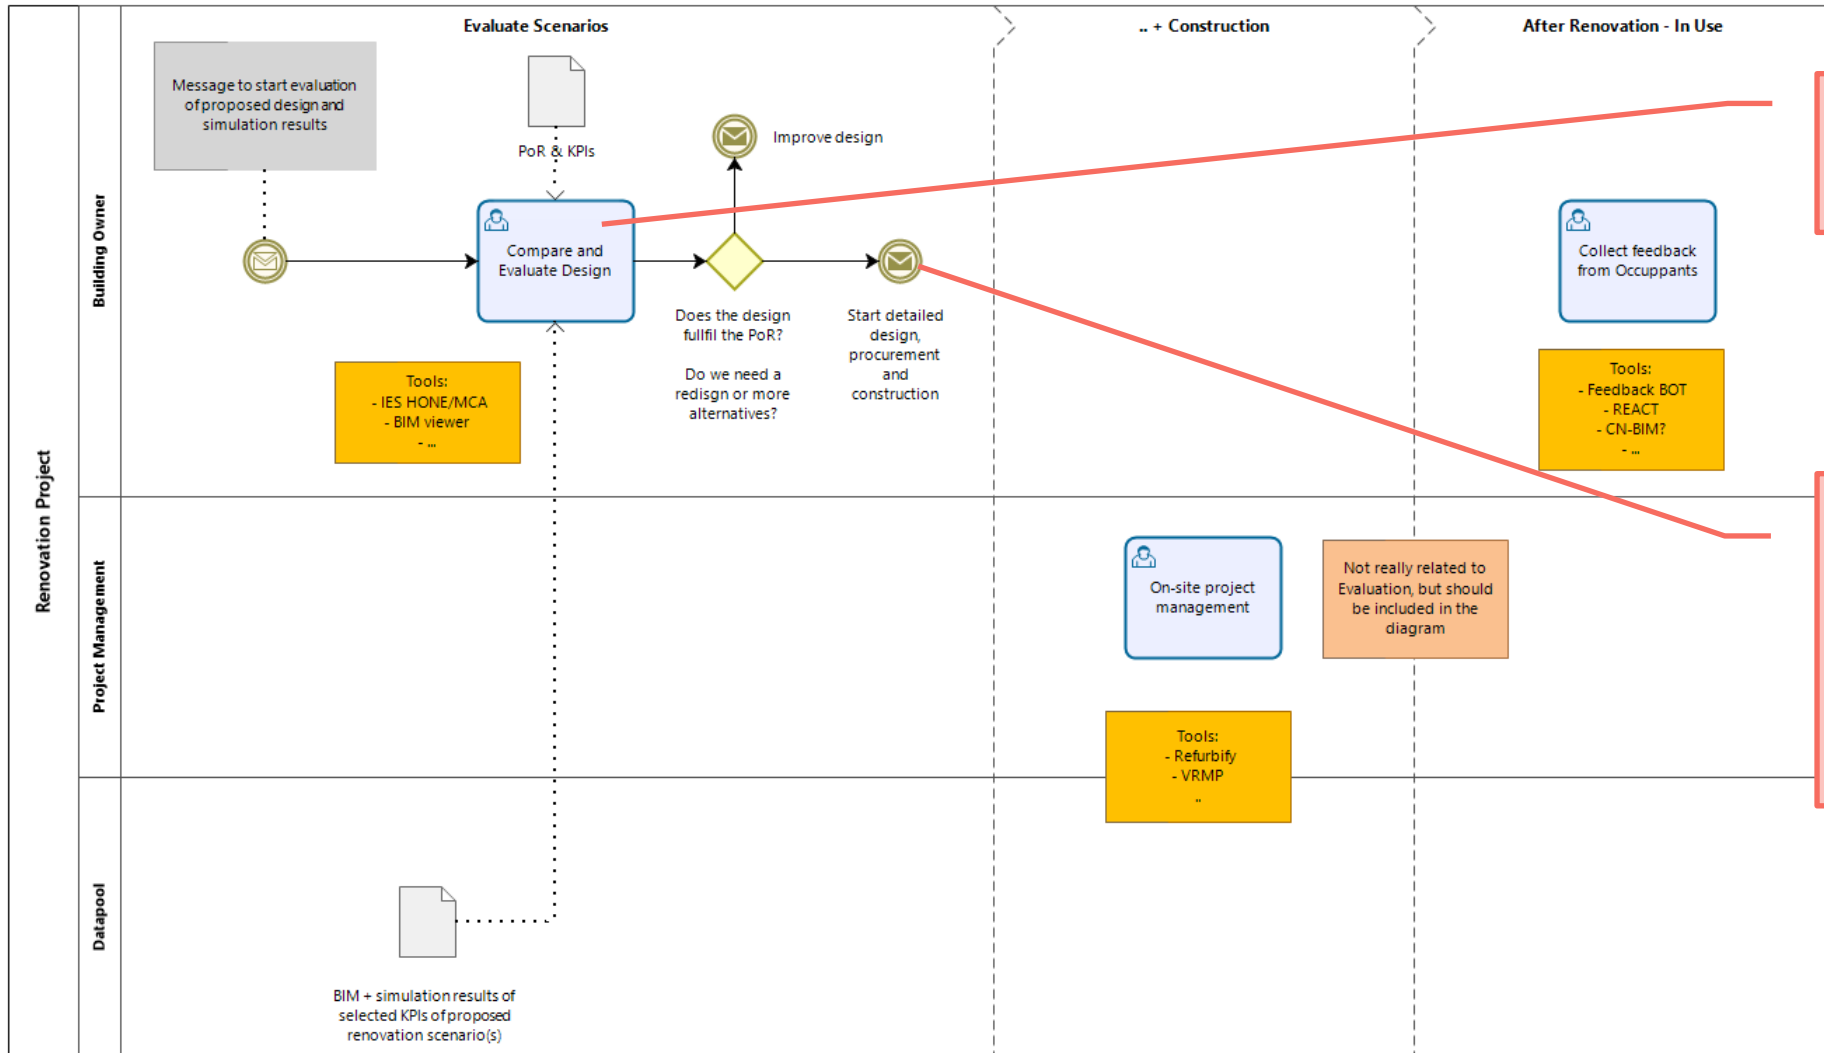 Evaluate Scenarios
.. + Construction
After Renovation - In Use
Renovation Project
Building Owner
Message to start evaluation
of proposed design and
simulation results
PoR & KPIs
Improve design
Compare and
Evaluate Design
Does the design
fullfil the PoR?
Do we need a
redisgn or more
alternatives?
Start detailed
design,
procurement
and
construction
Tools:
- IES HONE/MCA
- BIM viewer
- ...
Collect feedback
from Occuppants
Tools:
- Feedback BOT
- REACT
- CN-BIM?
- ...
Project Management
On-site project
management
Not really related to
Evaluation, but should
be included in the
diagram
Tools:
- Refurbify
- VRMP
..
Datapool
BIM + simulation results of
selected KPIs of proposed
renovation scenario(s)